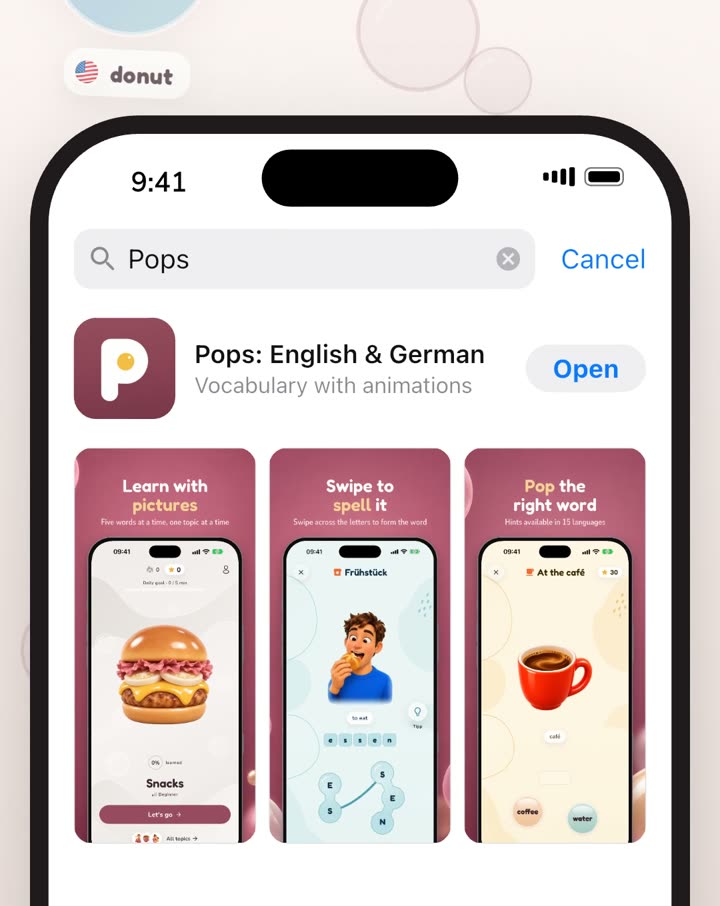 donut
9:41
Pops
Cancel
Pops: English & German
Vocabulary with animations
Open
Learn with
pictures
Five words at a time, one topic at a time
09:41
0
0
Daily goal · 0 / 5 min
0%
learned
Snacks
Beginner
Let's go →
All topics →
Swipe to
spell it
Swipe across the letters to form the word
09:41
×
Frühstück
to eat
Tipp
e s s e n
S
E
E
S
N
Pop the
right word
Hints available in 15 languages
09:41
×
At the café
30
café
coffee
water